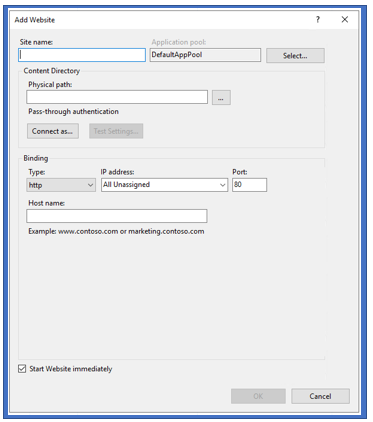 Add Website
? 
Site name: Application pool:
DefaultAppPool Select...
Content Directory
Physical path:
...
Pass-through authentication
Connect as... Test Settings...
Binding
Type: IP address: Port:
http All Unassigned 80
Host name:
Example: www.contoso.com or marketing.contoso.com
Start Website immediately
OK Cancel